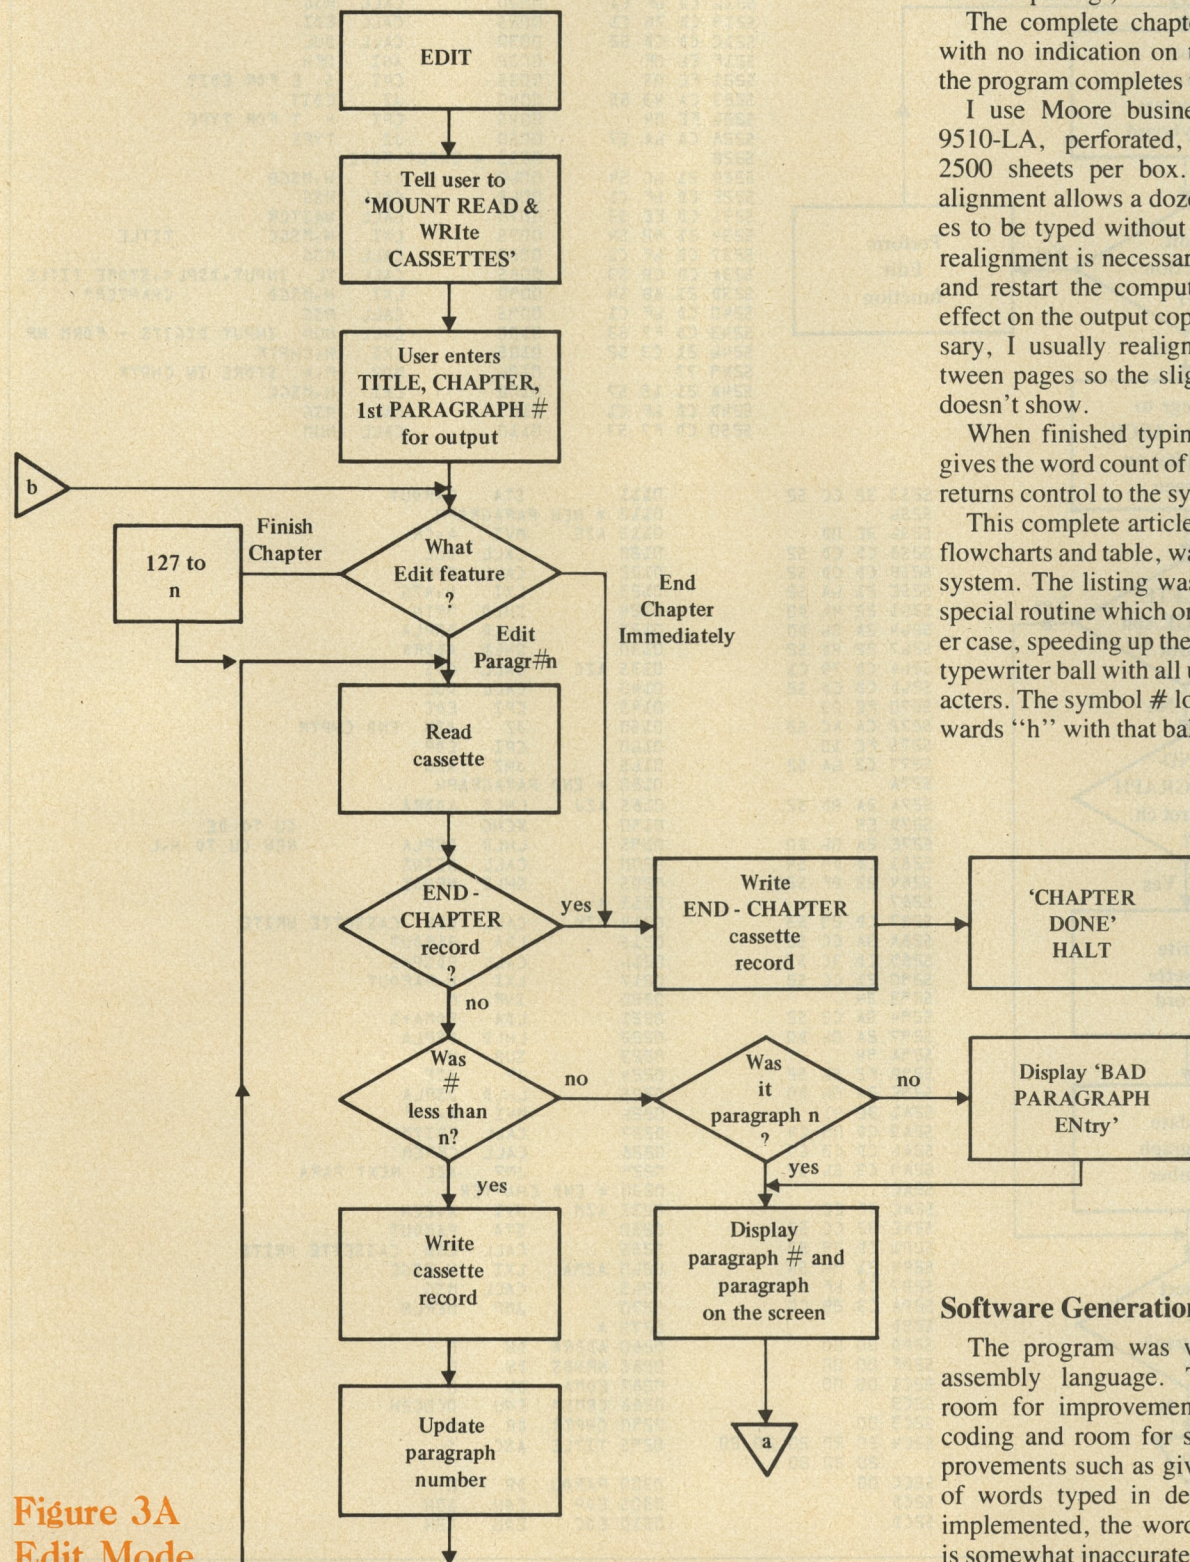 EDIT
Tell user to
‘MOUNT READ &
WRIte
CASSETTES’
User enters
TITLE, CHAPTER,
1st PARAGRAPH #
for output
b
Finish
Chapter
127 to
n
What
Edit feature
?
End
Chapter
Immediately
Edit
Paragr#n
Read
cassette
END -
CHAPTER
record
?
yes
Write
END - CHAPTER
cassette
record
‘CHAPTER
DONE’
HALT
no
Was
#
less than
n?
no
Was
it
paragraph n
?
no
Display ‘BAD
PARAGRAPH
ENtry’
yes
yes
Write
cassette
record
Display
paragraph # and
paragraph
on the screen
Update
paragraph
number
a
Figure 3A
Edit Mode
The complete chapt
with no indication on
the program completes
I use Moore busine
9510-LA, perforated,
2500 sheets per box.
alignment allows a doz
es to be typed without
realignment is necessar
and restart the comput
effect on the output cop
sary, I usually realign
tween pages so the slig
doesn’t show.
When finished typin
gives the word count of
returns control to the sy
This complete article
flowcharts and table, wa
system. The listing was
special routine which or
er case, speeding up the
typewriter ball with all u
acters. The symbol # lo
wards “h” with that ba
Software Generation
The program was v
assembly language. T
room for improvemen
coding and room for s
provements such as giv
of words typed in de
implemented, the word
is somewhat inaccurate